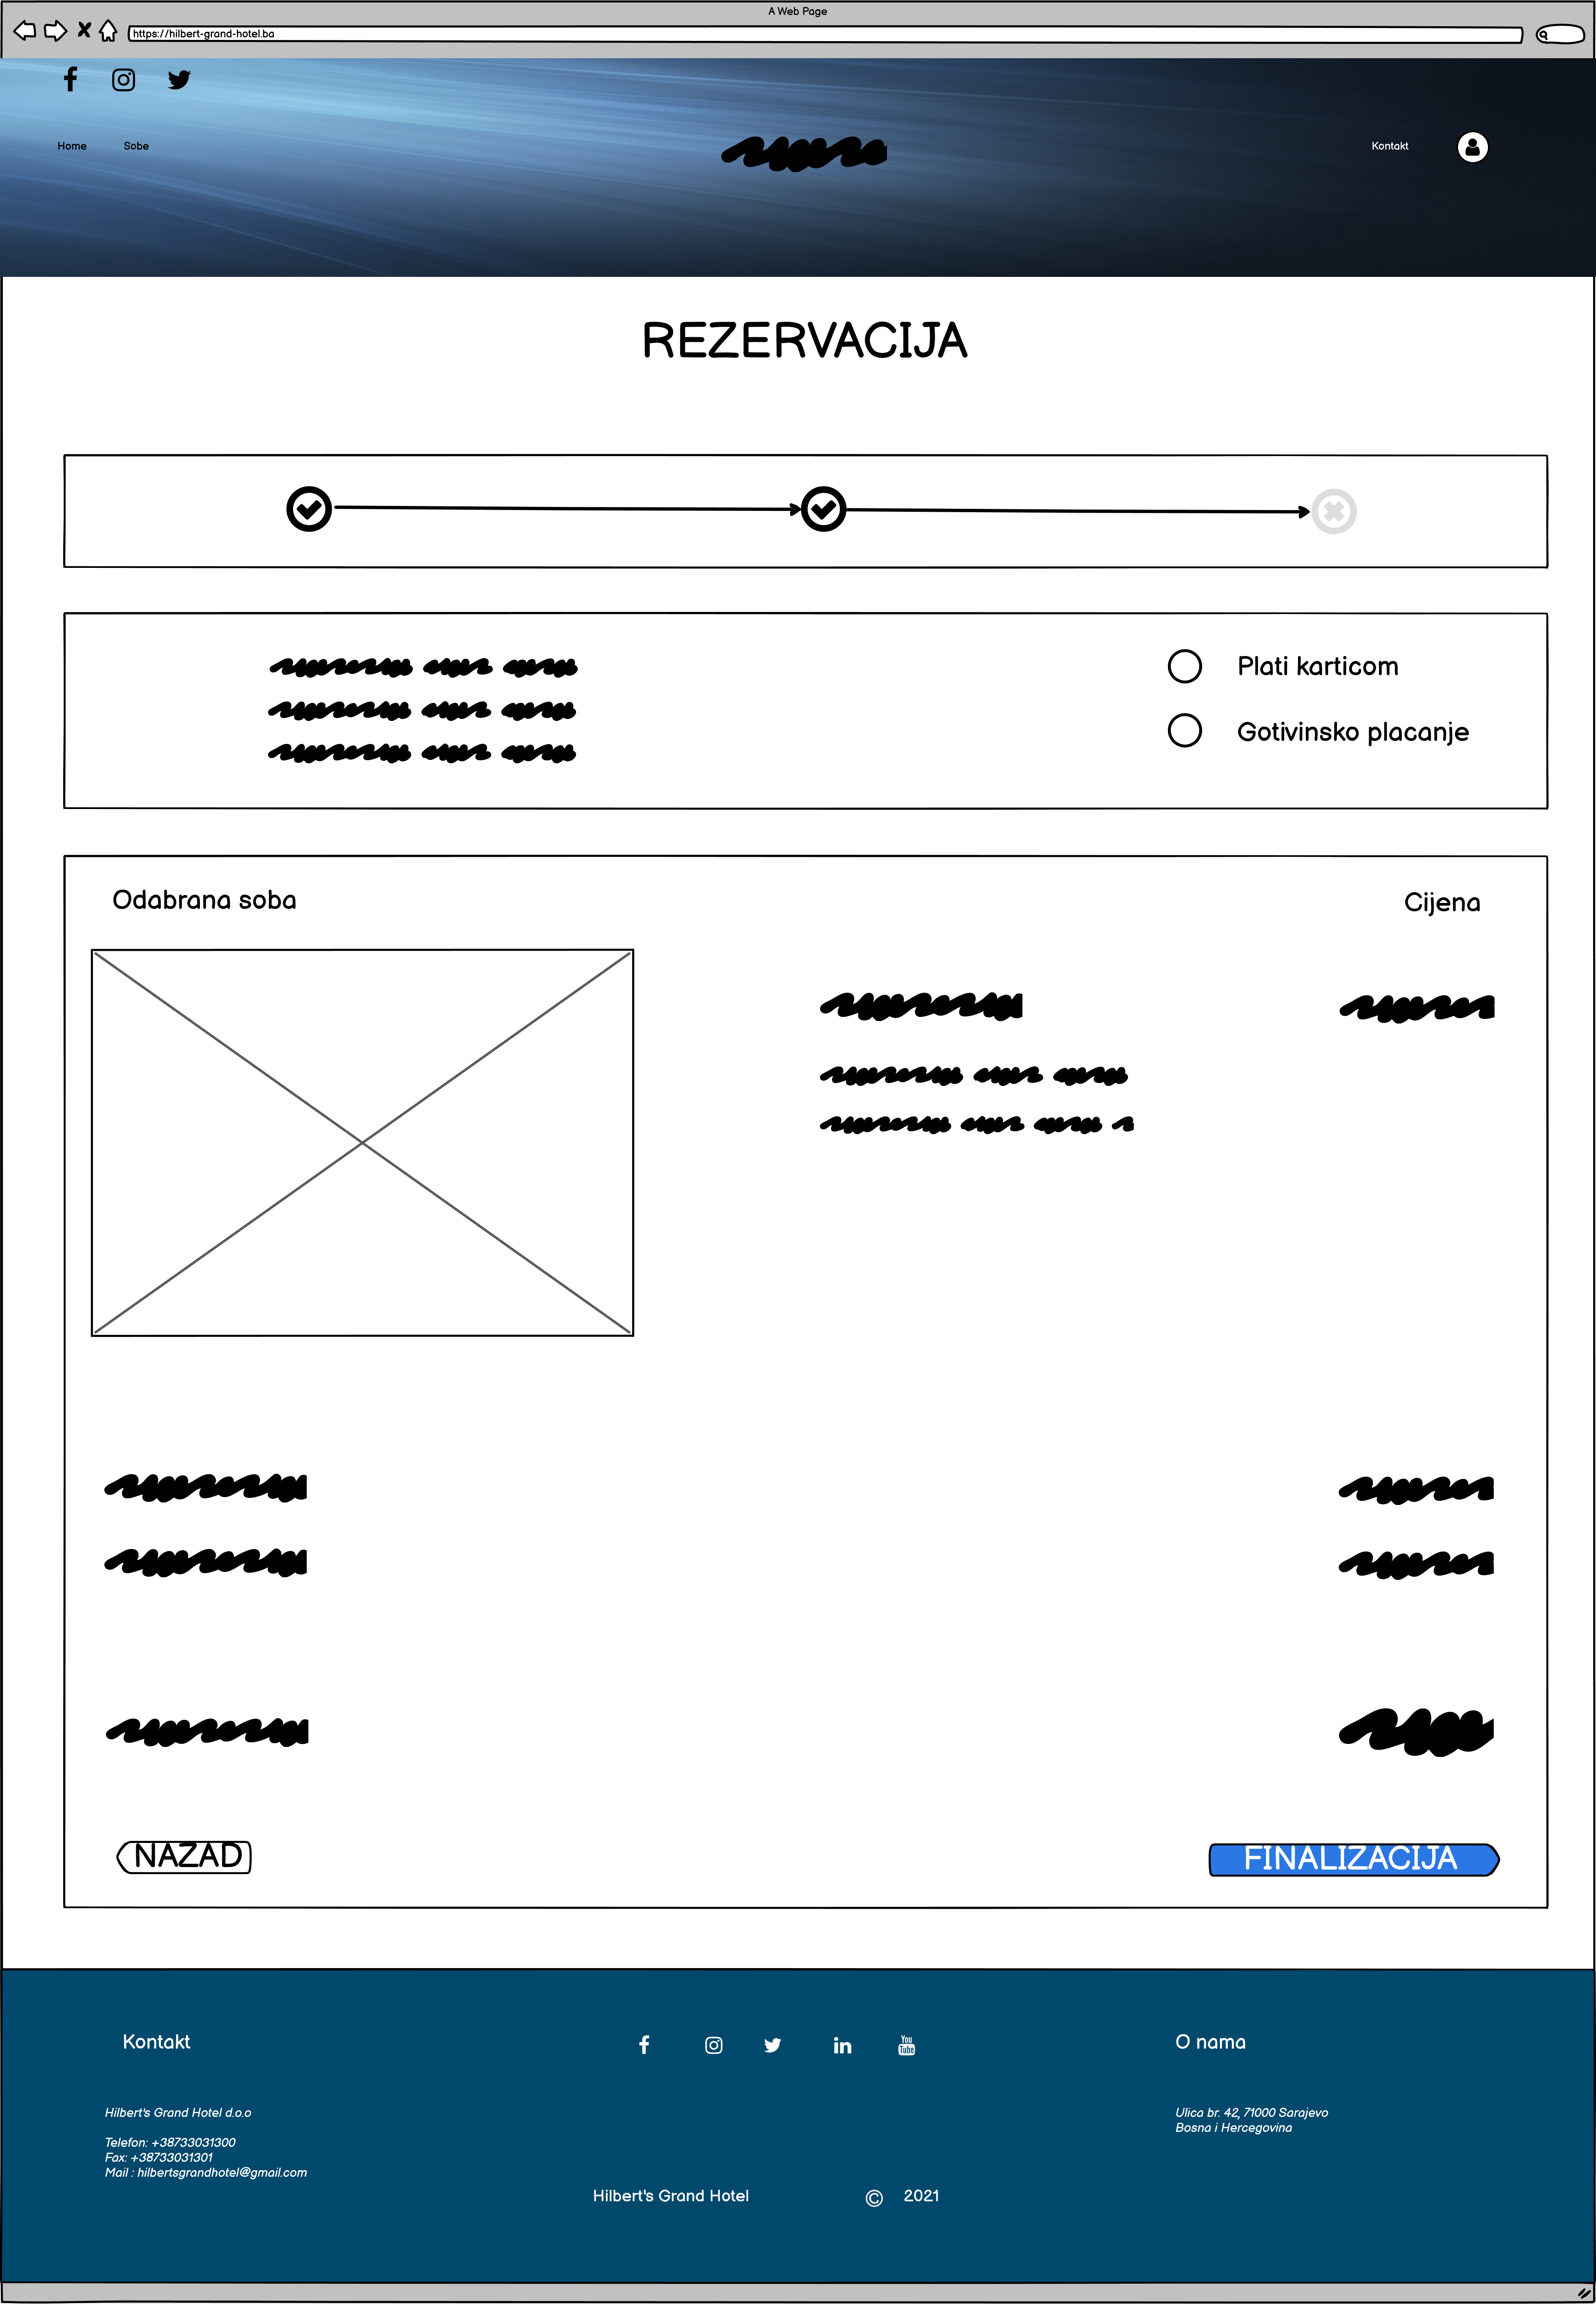 A Web Page
https://hilbert-grand-hotel.ba
Home
Sobe
Kontakt
REZERVACIJA
Plati karticom
Gotivinsko placanje
Odabrana soba
Cijena
NAZAD
FINALIZACIJA
Kontakt
You
Tube
O nama
Hilbert's Grand Hotel d.o.o
Telefon: +38733031300
Fax: +38733031301
Mail : hilbertsgrandhotel@gmail.com
Ulica br. 42, 71000 Sarajevo
Bosna i Hercegovina
Hilbert's Grand Hotel © 2021